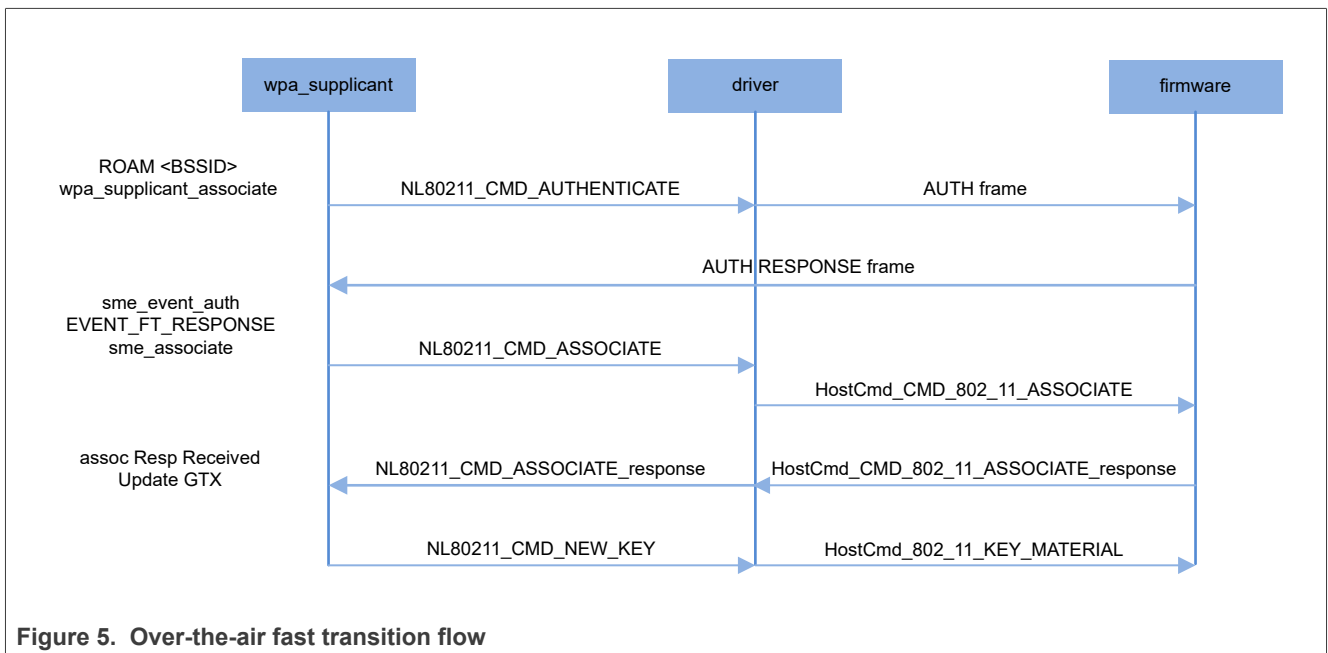 wpa_supplicant
driver
firmware
ROAM <BSSID>
wpa_supplicant_associate
NL80211_CMD_AUTHENTICATE
AUTH frame
AUTH RESPONSE frame
sme_event_auth
EVENT_FT_RESPONSE
sme_associate
NL80211_CMD_ASSOCIATE
HostCmd_CMD_802_11_ASSOCIATE
assoc Resp Received
Update GTX
NL80211_CMD_ASSOCIATE_response
HostCmd_CMD_802_11_ASSOCIATE_response
NL80211_CMD_NEW_KEY
HostCmd_802_11_KEY_MATERIAL
Figure 5. Over-the-air fast transition flow